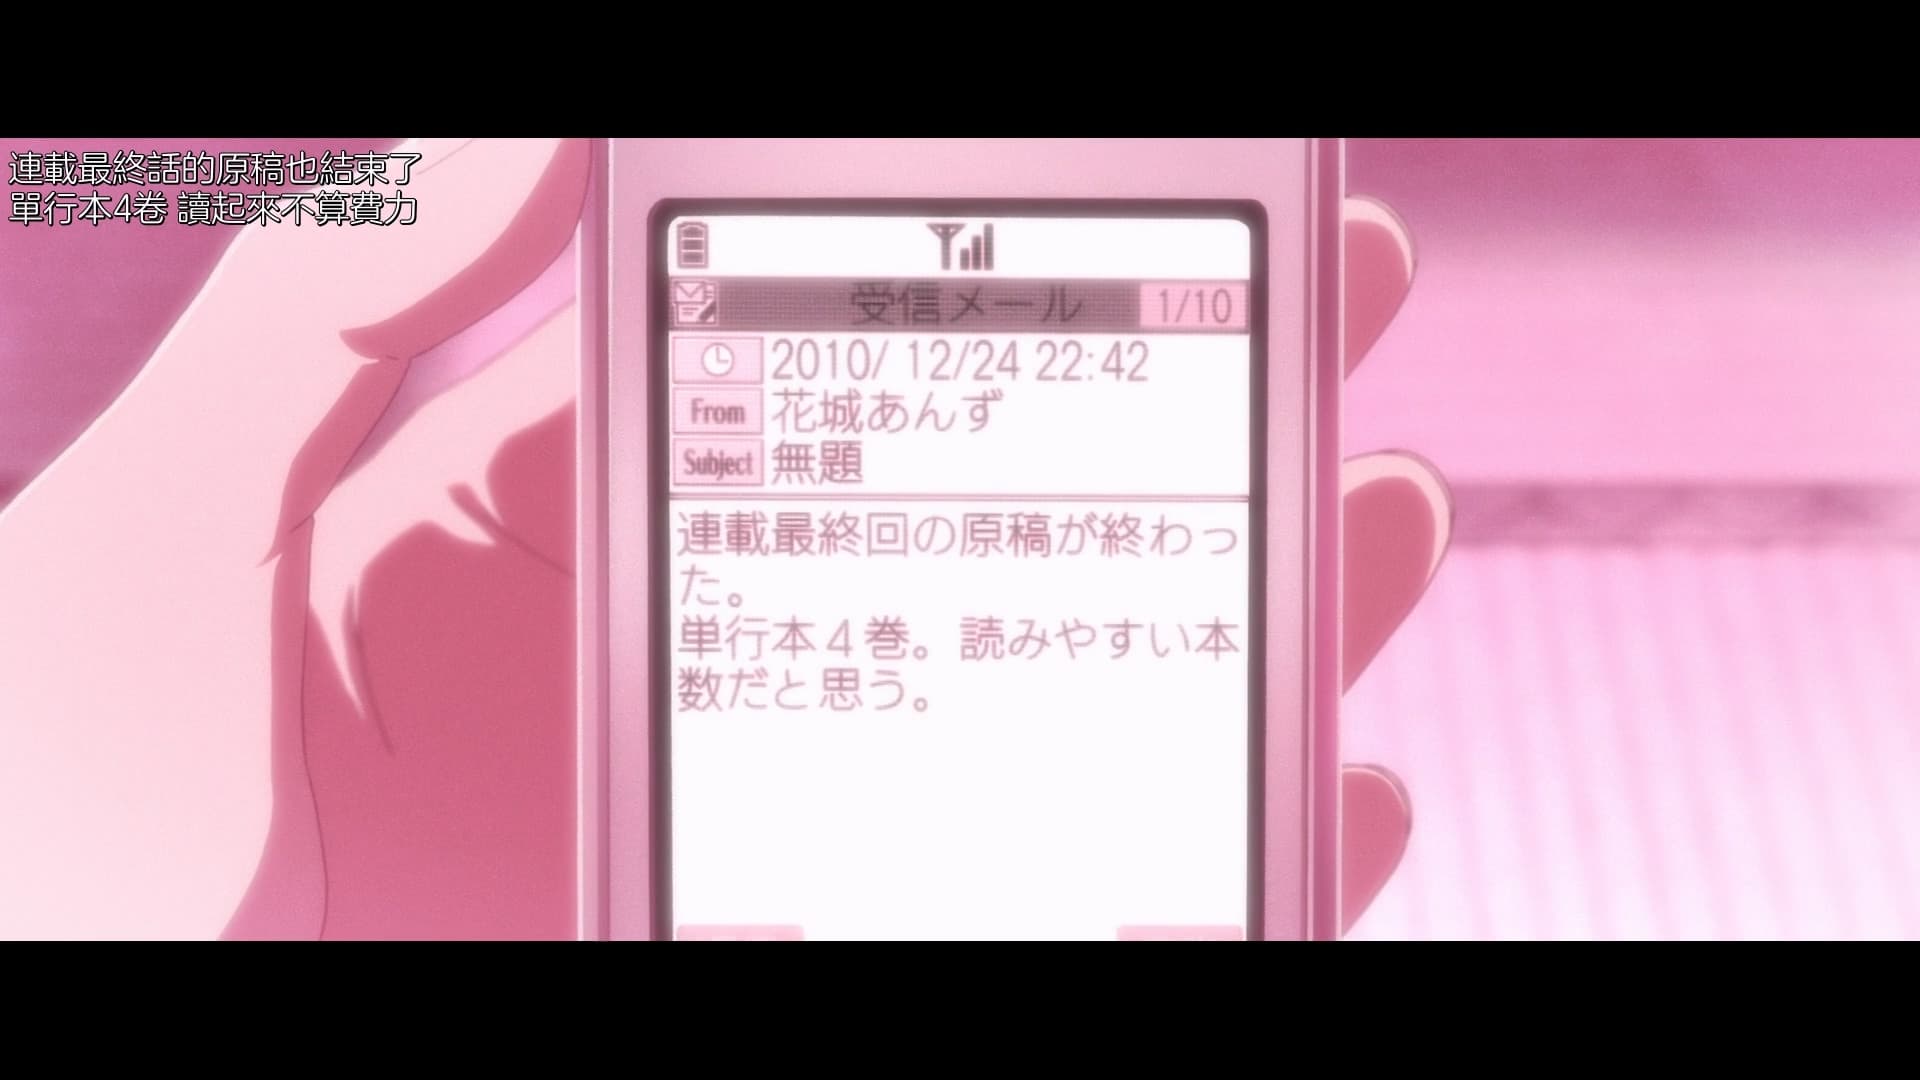 連載最終話的原稿也結束了
單行本4卷 讀起來不算費力
受信メール 1/10
2010/ 12/24 22:42
From 花城あんず
Subject 無題
連載最終回の原稿が終わっ
た。
単行本４巻。読みやすい本
数だと思う。